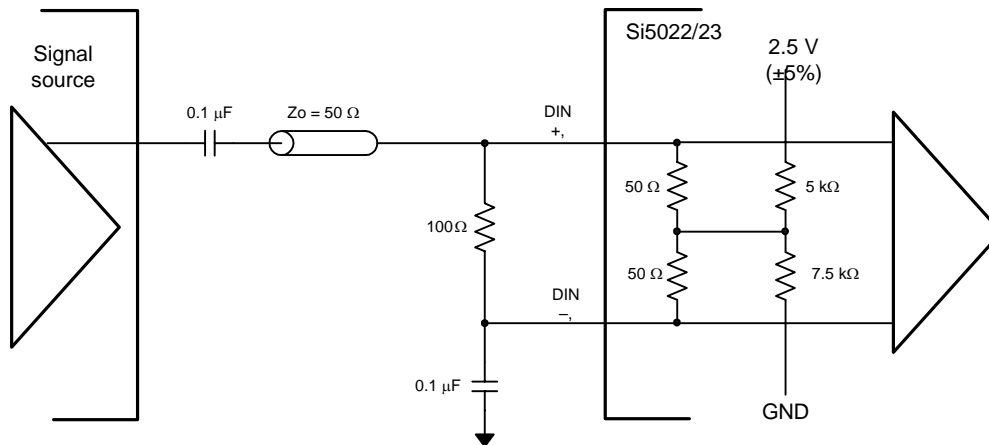 Signal
source
0.1 μF
Zo = 50 Ω
100Ω
0.1 μF
DIN
+,
DIN
–,
Si5022/23
2.5 V
(±5%)
50 Ω
5 kΩ
50 Ω
7.5 kΩ
GND